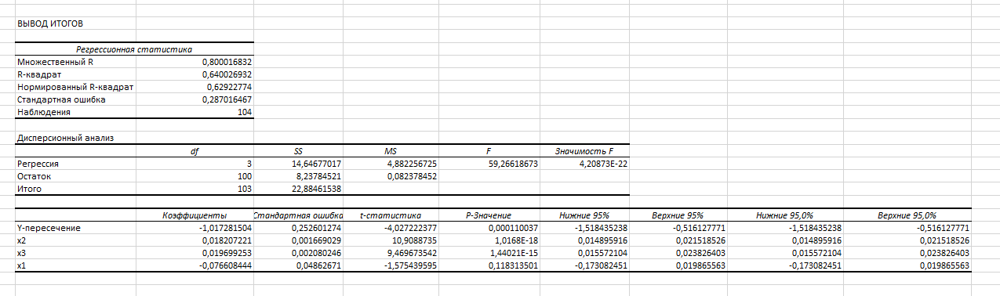 ВЫВОД ИТОГОВ
Регрессионная статистика
Множественный R 0,800016832
R-квадрат 0,640026932
Нормированный R-квадрат 0,62922774
Стандартная ошибка 0,287016467
Наблюдения 104
Дисперсионный анализ
df SS MS F Значимость F
Регрессия 3 14,64677017 4,882256725 59,26618673 4,20873E-22
Остаток 100 8,23784521 0,082378452
Итого 103 22,88461538
Коэффициенты Стандартная ошибка t-статистика P-Значение Нижние 95% Верхние 95% Нижние 95,0% Верхние 95,0%
Y-пересечение -1,017281504 0,252601274 -4,027222377 0,000110037 -1,518435238 -0,516127771 -1,518435238 -0,516127771
x2 0,018207221 0,001669029 10,9088735 1,0168E-18 0,014895916 0,021518526 0,014895916 0,021518526
x3 0,019699253 0,002080246 9,469673542 1,44021E-15 0,015572104 0,023826403 0,015572104 0,023826403
x1 -0,076608444 0,04862671 -1,575439595 0,118313501 -0,173082451 0,019865563 -0,173082451 0,019865563